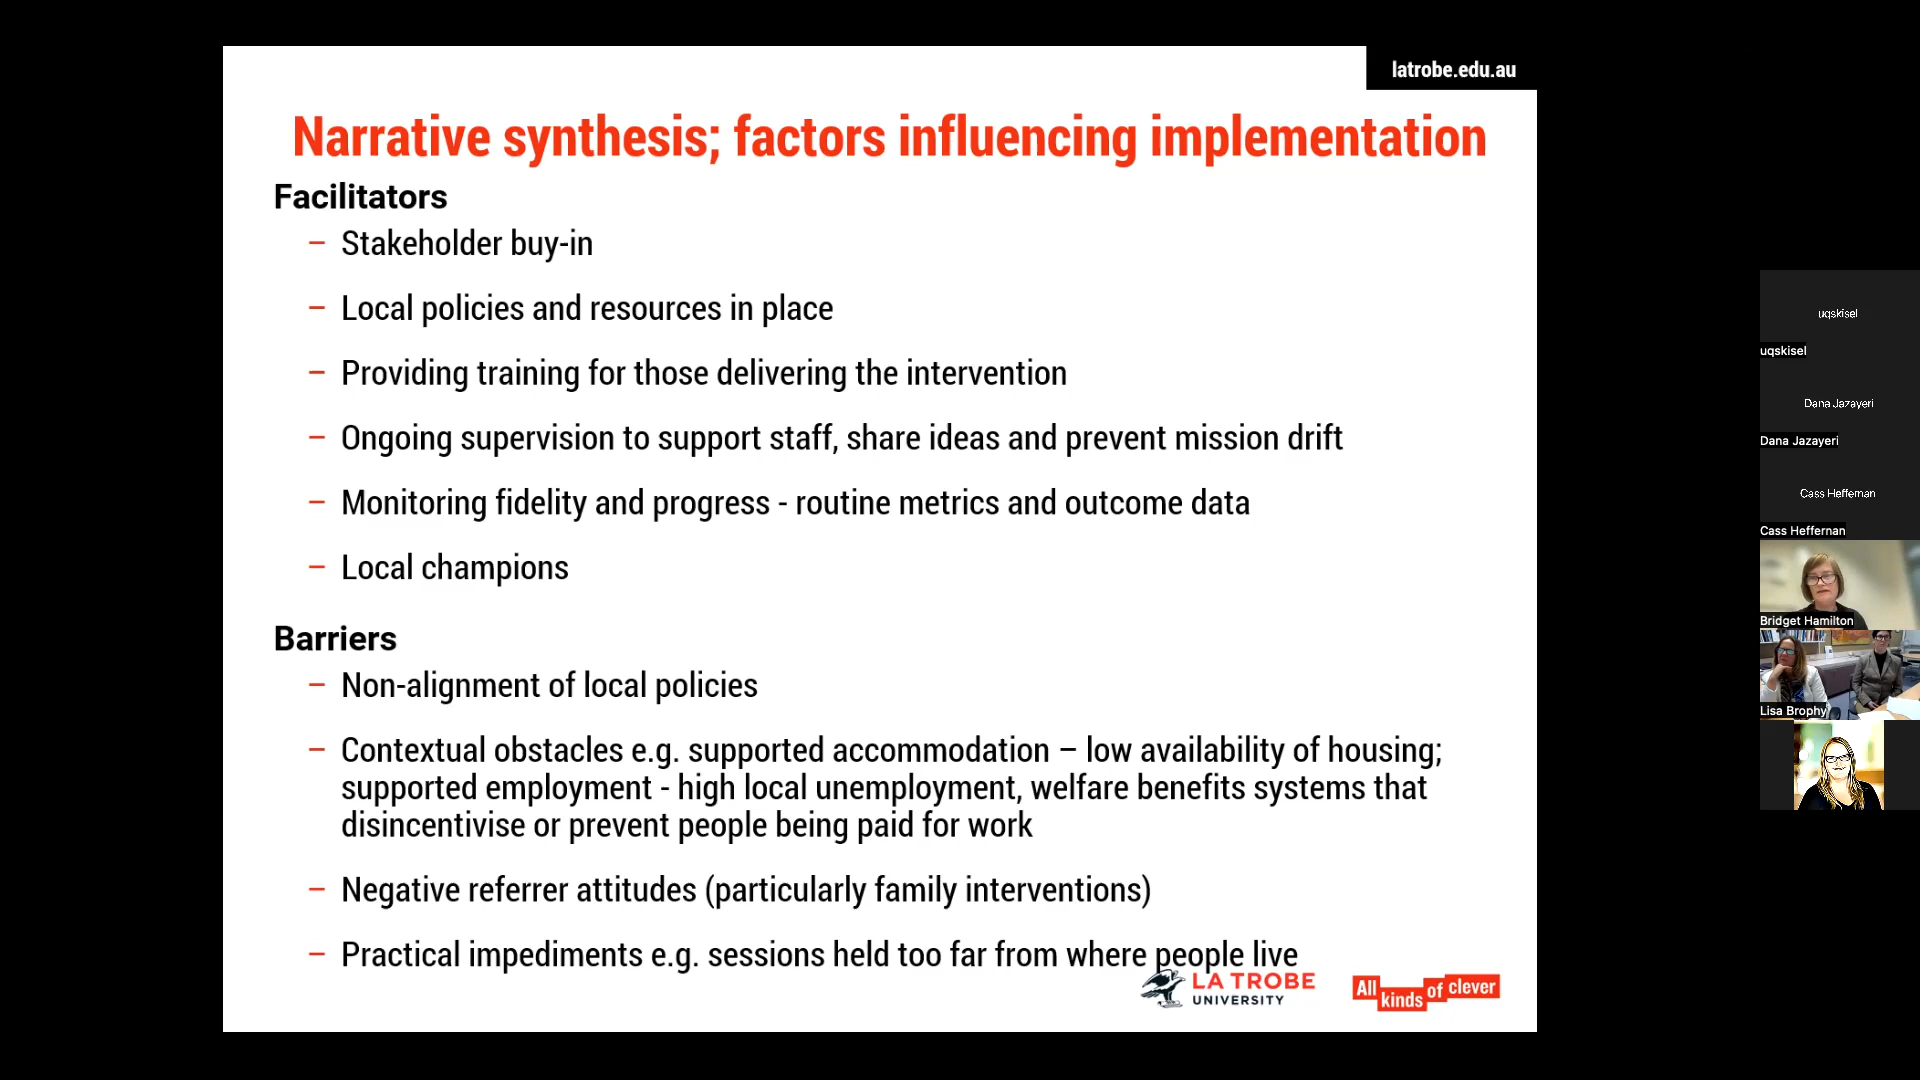 latrobe.edu.au
Narrative synthesis; factors influencing implementation
Facilitators
– Stakeholder buy-in
– Local policies and resources in place
– Providing training for those delivering the intervention
– Ongoing supervision to support staff, share ideas and prevent mission drift
– Monitoring fidelity and progress - routine metrics and outcome data
– Local champions
Barriers
– Non-alignment of local policies
– Contextual obstacles e.g. supported accommodation – low availability of housing;
supported employment - high local unemployment, welfare benefits systems that
disincentivise or prevent people being paid for work
– Negative referrer attitudes (particularly family interventions)
– Practical impediments e.g. sessions held too far from where people live
LA TROBE
UNIVERSITY
All kinds of clever
uqskisel
uqskisel
Dana Jazayeri
Dana Jazayeri
Cass Heffernan
Cass Heffernan
Bridget Hamilton
Lisa Brophy